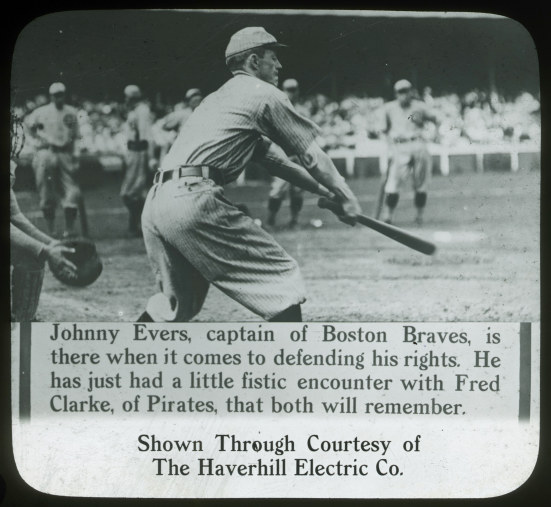 Johnny Evers, captain of Boston Braves, is
there when it comes to defending his rights. He
has just had a little fistic encounter with Fred
Clarke, of Pirates, that both will remember.
Shown Through Courtesy of
The Haverhill Electric Co.